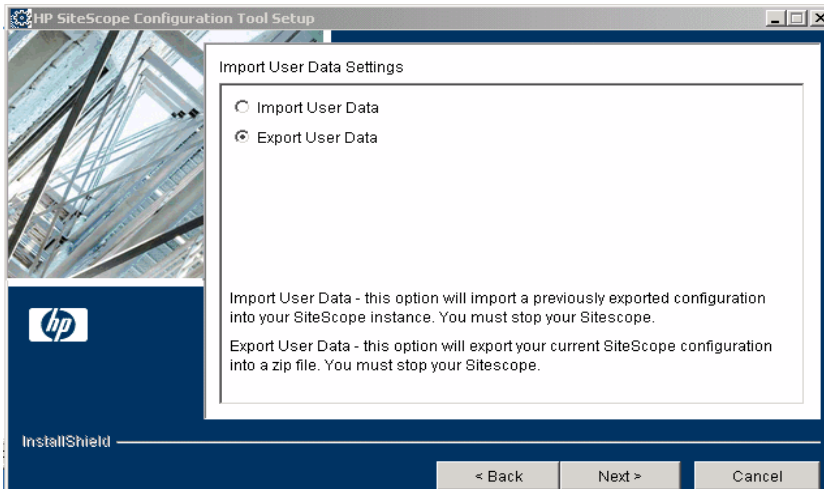 HP SiteScope Configuration Tool Setup
Import User Data Settings
Import User Data
Export User Data
Import User Data - this option will import a previously exported configuration
into your SiteScope instance. You must stop your Sitescope.
Export User Data - this option will export your current SiteScope configuration
into a zip file. You must stop your Sitescope.
hp
InstallShield
< Back
Next >
Cancel